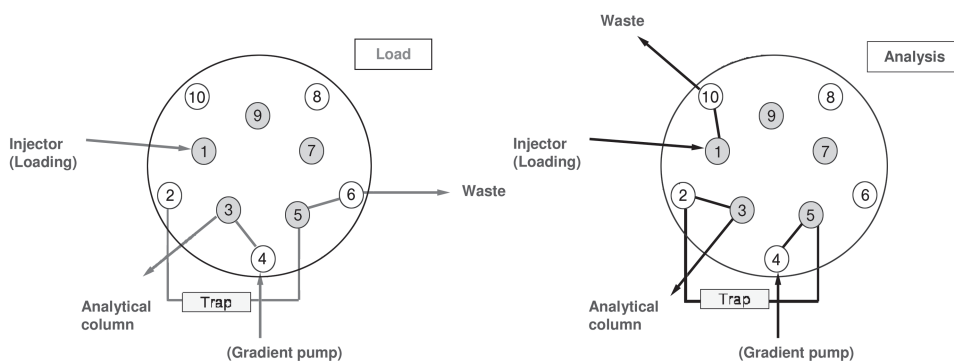 Load
10
8
9
Injector
(Loading)
1
7
2
6
Waste
3
5
4
Trap
Analytical
column
(Gradient pump)
Waste
Analysis
10
8
9
Injector
(Loading)
1
7
2
6
3
5
4
Trap
Analytical
column
(Gradient pump)